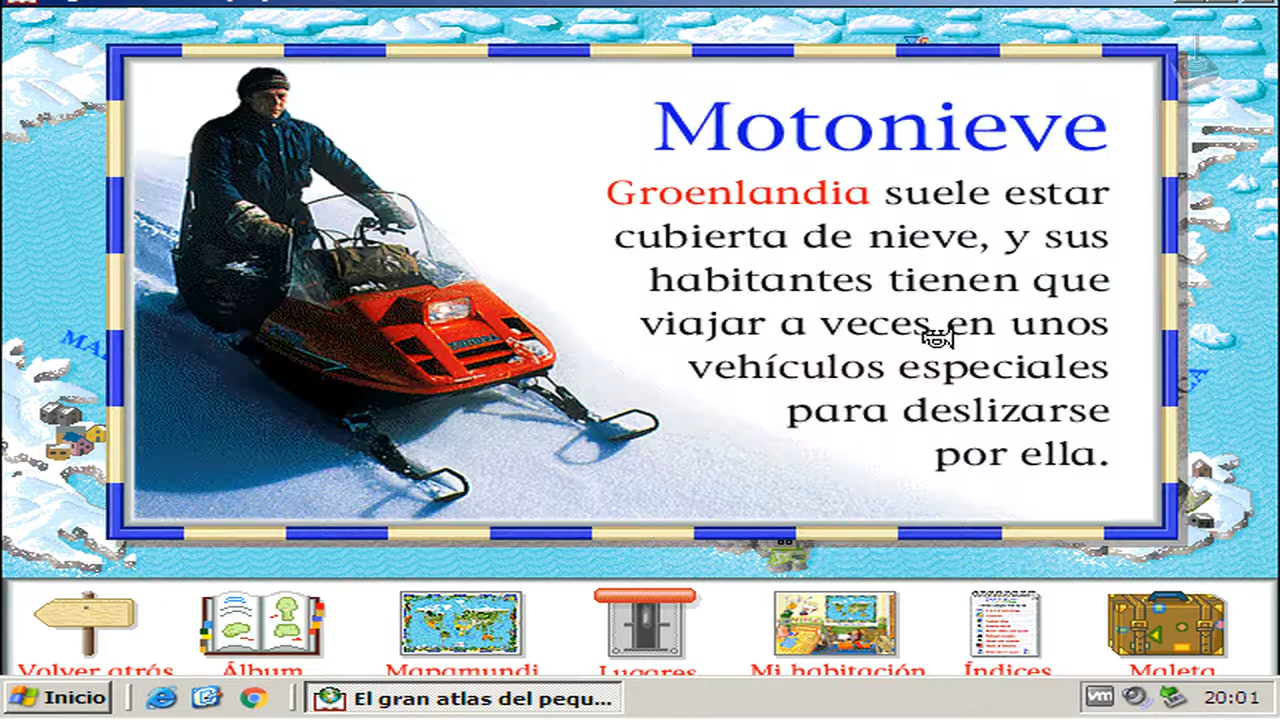 Motonieve
Groenlandia suele estar
cubierta de nieve, y sus
habitantes tienen que
viajar a veces en unos
vehículos especiales
para deslizarse
por ella.
Volver atrás Álbum Mapamundi Lugares Mi habitación Índices Maleta
Inicio El gran atlas del pequ... vm 20:01